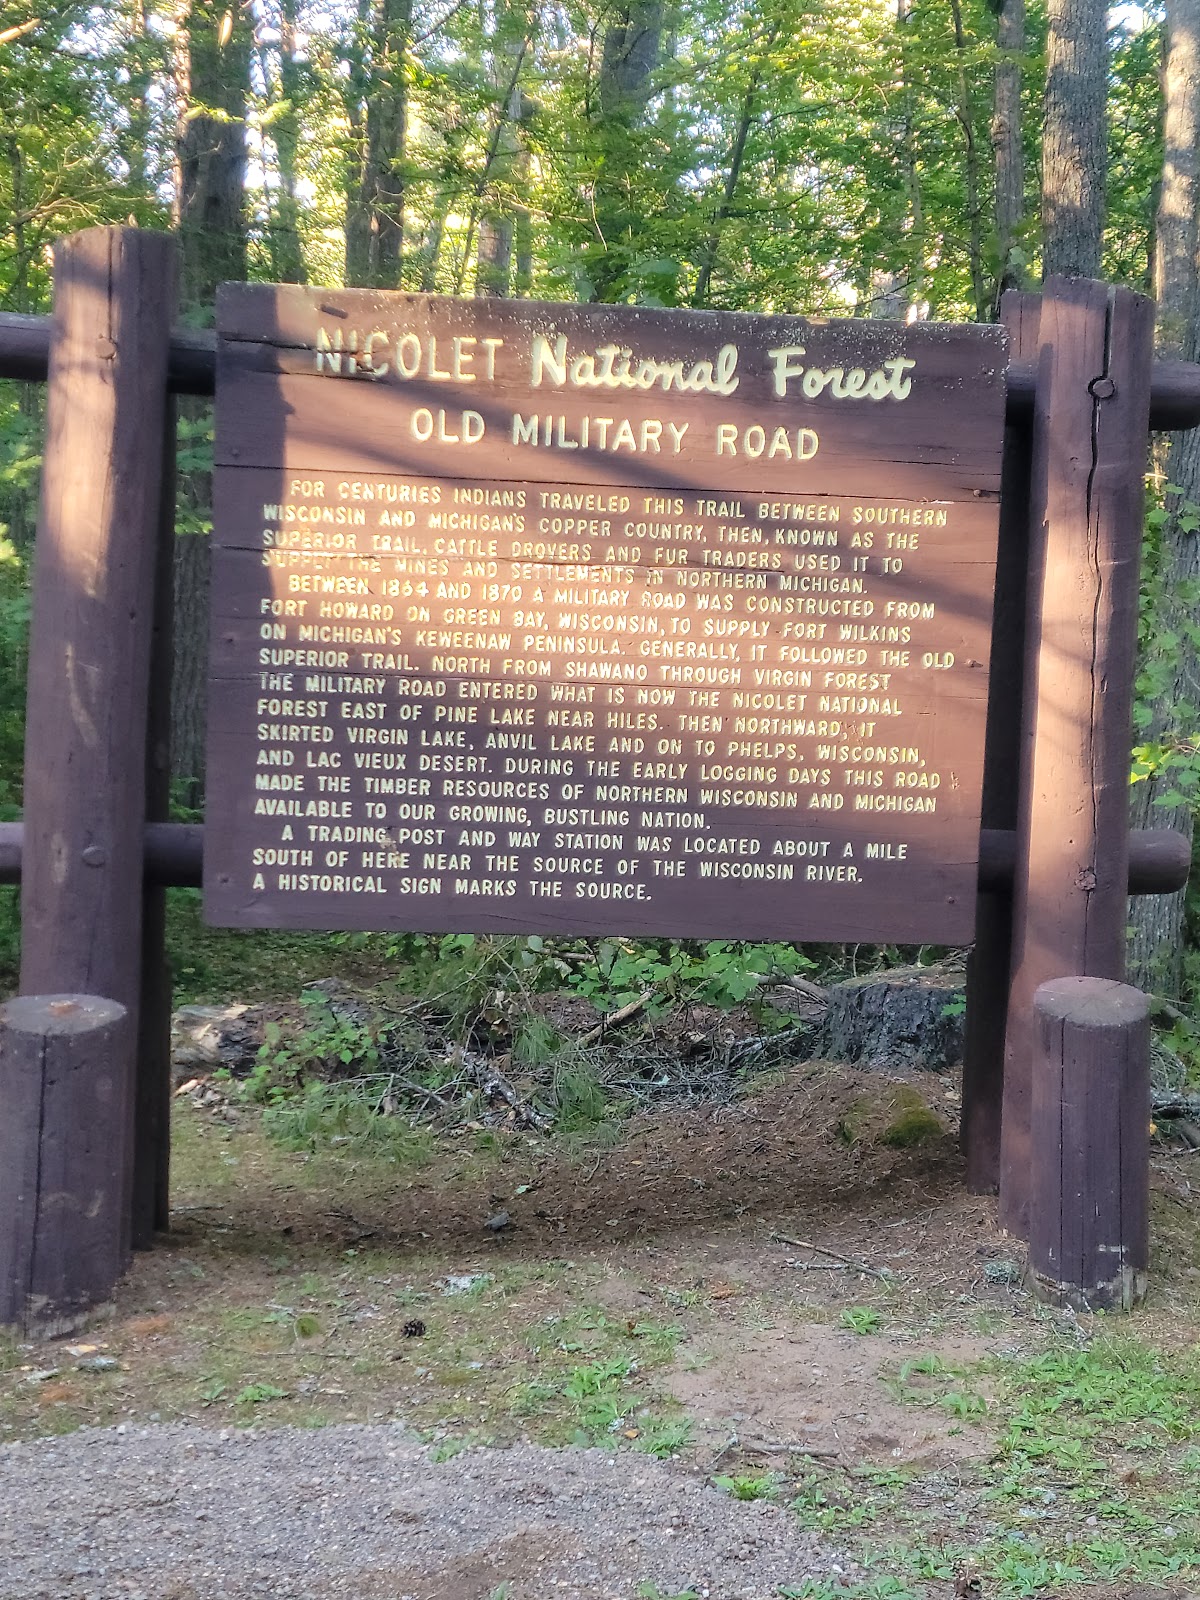 NICOLET National Forest
OLD MILITARY ROAD
FOR CENTURIES INDIANS TRAVELED THIS TRAIL BETWEEN SOUTHERN
WISCONSIN AND MICHIGAN'S COPPER COUNTRY, THEN, KNOWN AS THE
SUPERIOR TRAIL, CATTLE DROVERS AND FUR TRADERS USED IT TO
SUPPLY THE MINES AND SETTLEMENTS IN NORTHERN MICHIGAN.
BETWEEN 1864 AND 1870 A MILITARY ROAD WAS CONSTRUCTED FROM
FORT HOWARD ON GREEN BAY, WISCONSIN, TO SUPPLY FORT WILKINS
ON MICHIGAN'S KEWEENAW PENINSULA. GENERALLY, IT FOLLOWED THE OLD
SUPERIOR TRAIL. NORTH FROM SHAWANO THROUGH VIRGIN FOREST
THE MILITARY ROAD ENTERED WHAT IS NOW THE NICOLET NATIONAL
FOREST EAST OF PINE LAKE NEAR HILES. THEN NORTHWARD, IT
SKIRTED VIRGIN LAKE, ANVIL LAKE AND ON TO PHELPS, WISCONSIN,
AND LAC VIEUX DESERT. DURING THE EARLY LOGGING DAYS THIS ROAD
MADE THE TIMBER RESOURCES OF NORTHERN WISCONSIN AND MICHIGAN
AVAILABLE TO OUR GROWING, BUSTLING NATION.
A TRADING POST AND WAY STATION WAS LOCATED ABOUT A MILE
SOUTH OF HERE NEAR THE SOURCE OF THE WISCONSIN RIVER.
A HISTORICAL SIGN MARKS THE SOURCE.